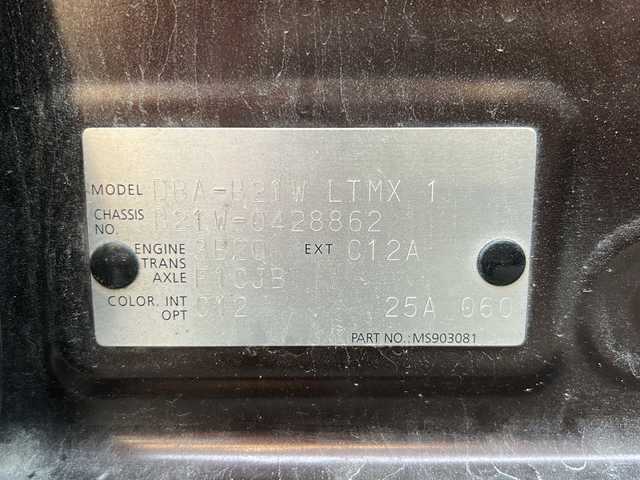 MODEL DBA-B21W LTMX 1
CHASSIS NO. B21W-0428862
ENGINE 3B20 EXT C12A
TRANS AXLE F1CJB
COLOR. INT C12
OPT 25A 060
PART NO.:MS903081